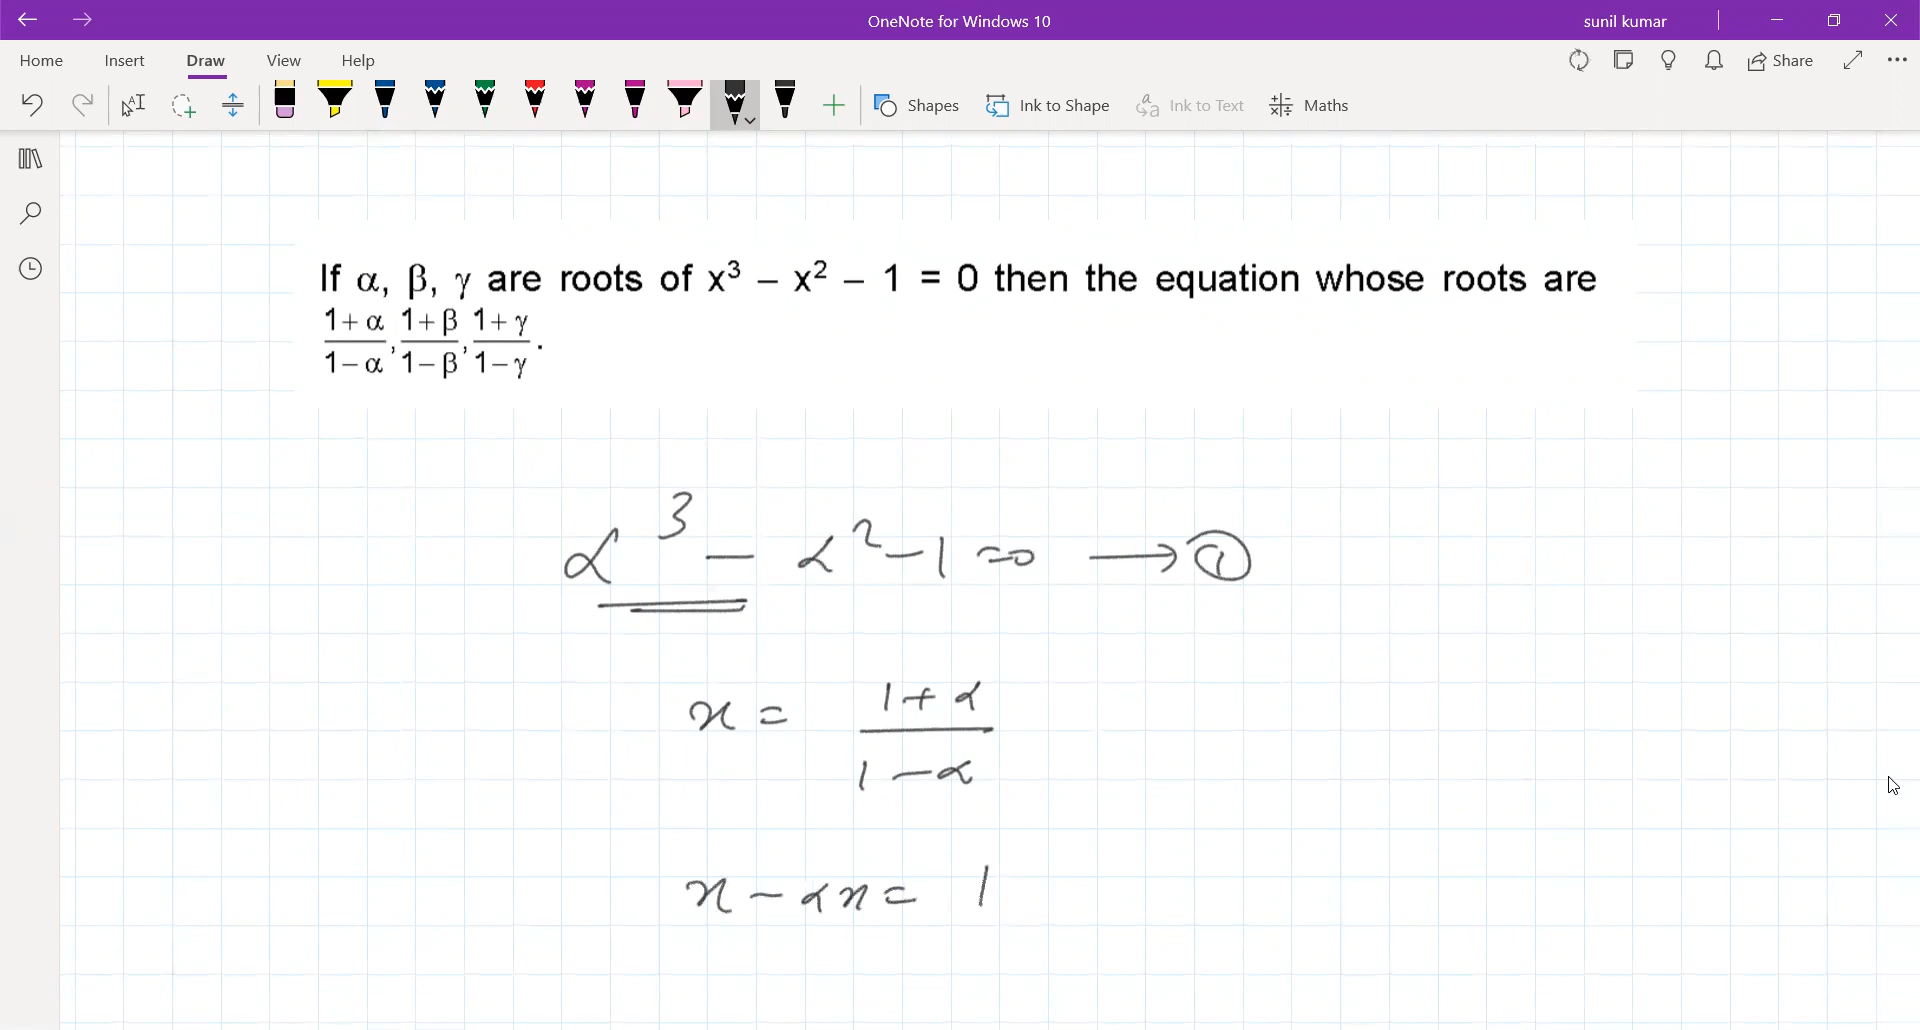 OneNote for Windows 10
sunil kumar
Home Insert Draw View Help
Share
Shapes Ink to Shape Ink to Text Maths
If α, β, γ are roots of x³ – x² – 1 = 0 then the equation whose roots are
(1+α)/(1–α), (1+β)/(1–β), (1+γ)/(1–γ).
α³ – α² – 1 = 0 → ①
x = (1+α)/(1–α)
x – αx = 1